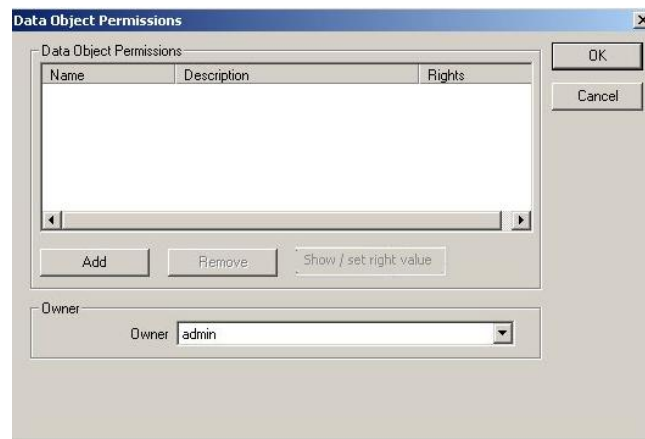 Data Object Permissions
Data Object Permissions
OK
Name Description Rights
Cancel
Add Remove Show / set right value
Owner
Owner admin